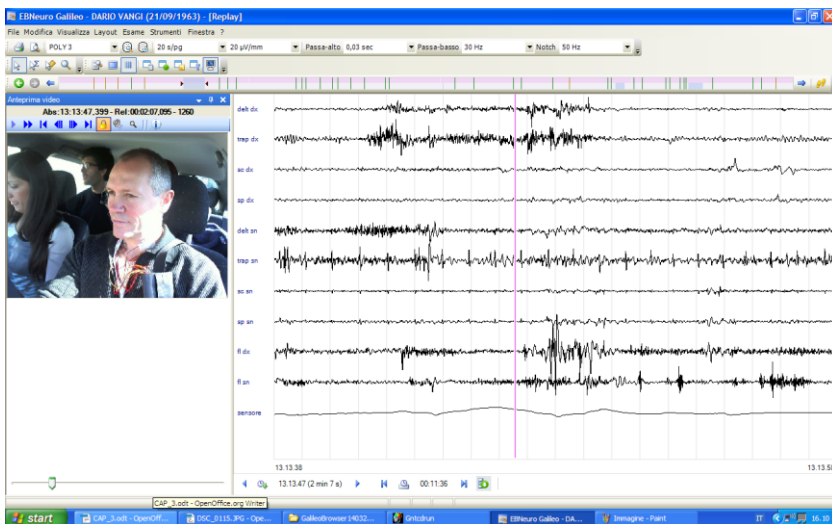 EBNeuro Galileo - DARIO VANGI (21/09/1963) - [Replay]
File Modifica Visualizza Layout Esame Strumenti Finestra ?
POLY 3 20 s/pg 20 µV/mm Passa-alto 0,03 sec Passa-basso 30 Hz Notch 50 Hz
Anteprima video
Abs:13:13:47,399 - Rel:00:02:07,095 - 1260
delt dx
trap dx
sc dx
sp dx
delt sn
trap sn
sc sn
sp sn
fl dx
fl sn
sensore
13.13.38 13.13.58
13.13.47 (2 min 7 s) 00:11:36
CAP_3.odt - OpenOffice.org Writer
start CAP_3.odt - OpenOff... DSC_0115.JPG - Ope... GalileoBrowser14032... Gntcdrun EBNeuro Galileo - DA... Immagine - Paint IT 16.10